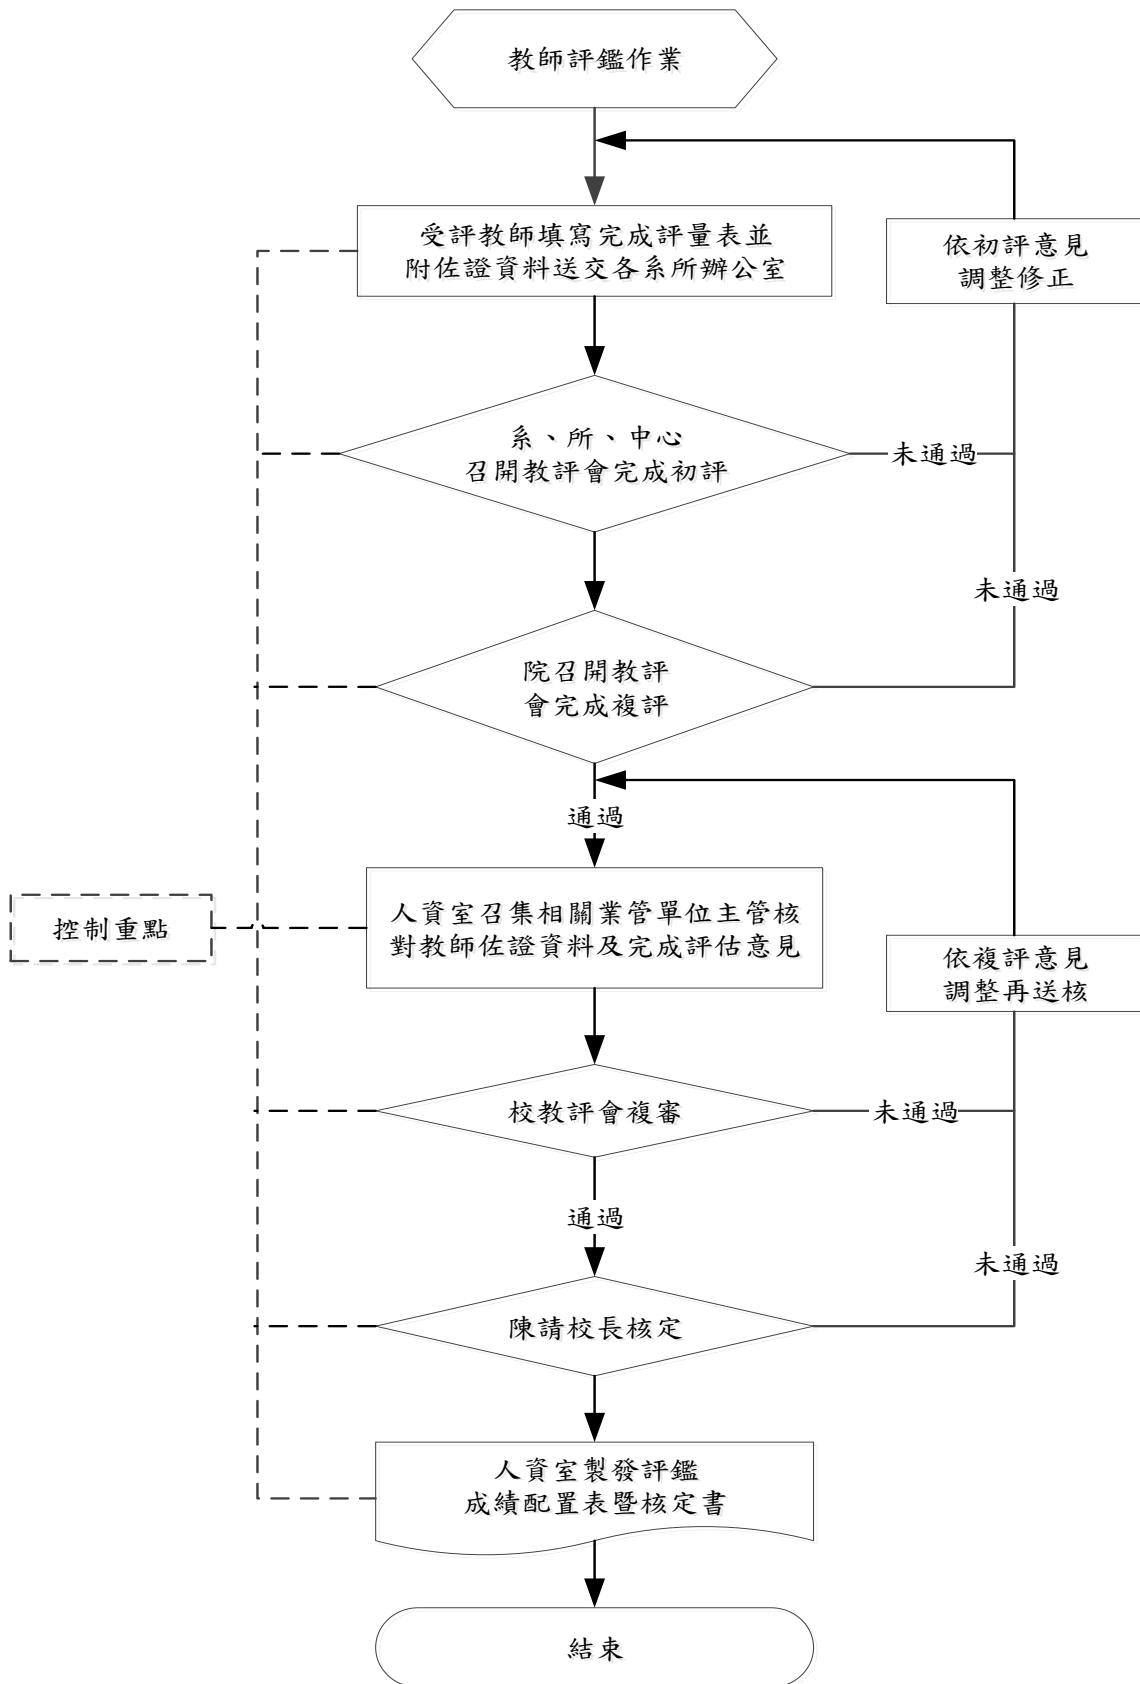 教師評鑑作業
受評教師填寫完成評量表並
附佐證資料送交各系所辦公室
依初評意見
調整修正
系、所、中心
召開教評會完成初評
未通過
未通過
院召開教評
會完成複評
通過
控制重點
人資室召集相關業管單位主管核
對教師佐證資料及完成評估意見
依複評意見
調整再送核
校教評會複審
未通過
通過
未通過
陳請校長核定
人資室製發評鑑
成績配置表暨核定書
結束